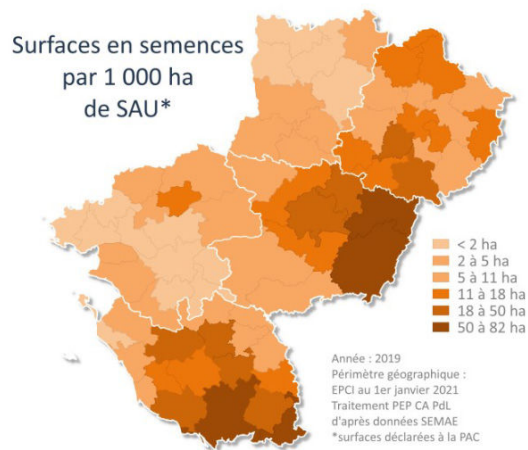 Surfaces en semences
par 1 000 ha
de SAU*
< 2 ha
2 à 5 ha
5 à 11 ha
11 à 18 ha
18 à 50 ha
50 à 82 ha
Année : 2019
Périmètre géographique :
EPCI au 1er janvier 2021
Traitement PEP CA PdL
d'après données SEMAE
*surfaces déclarées à la PAC